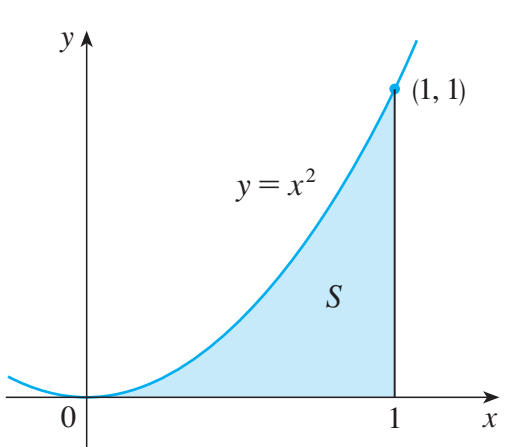 y
(1, 1)
y = x²
S
0
1
x